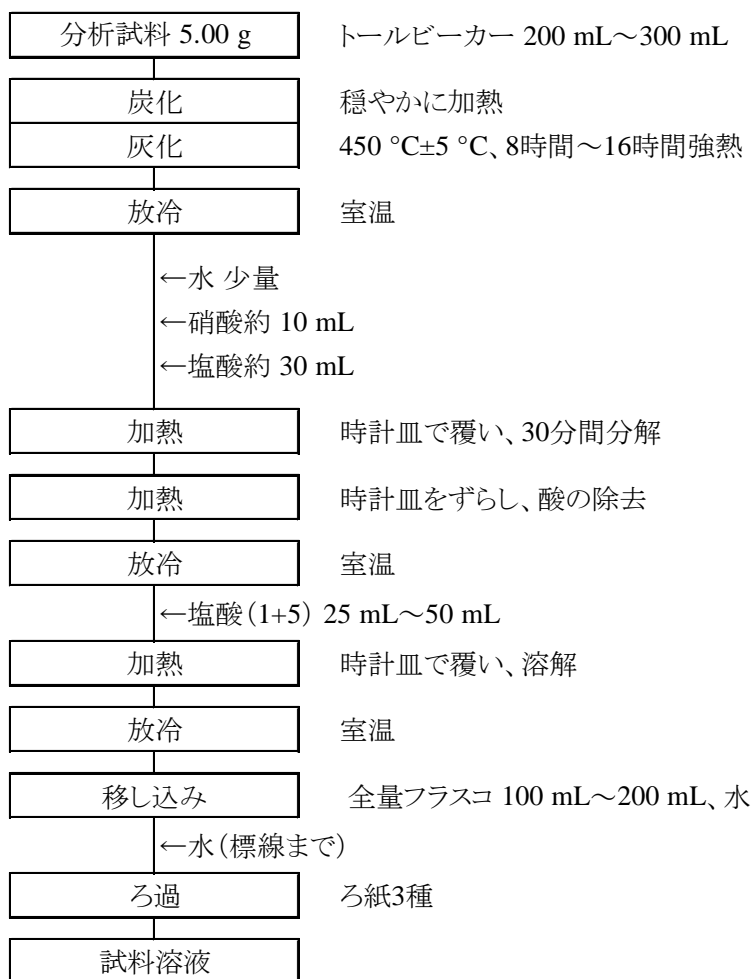 分析試料 5.00 g トールビーカー 200 mL～300 mL
炭化 穏やかに加熱
灰化 450 °C±5 °C、8時間～16時間強熱
放冷 室温
←水 少量
←硝酸約 10 mL
←塩酸約 30 mL
加熱 時計皿で覆い、30分間分解
加熱 時計皿をずらし、酸の除去
放冷 室温
←塩酸（1+5） 25 mL～50 mL
加熱 時計皿で覆い、溶解
放冷 室温
移し込み 全量フラスコ 100 mL～200 mL、水
←水（標線まで）
ろ過 ろ紙3種
試料溶液